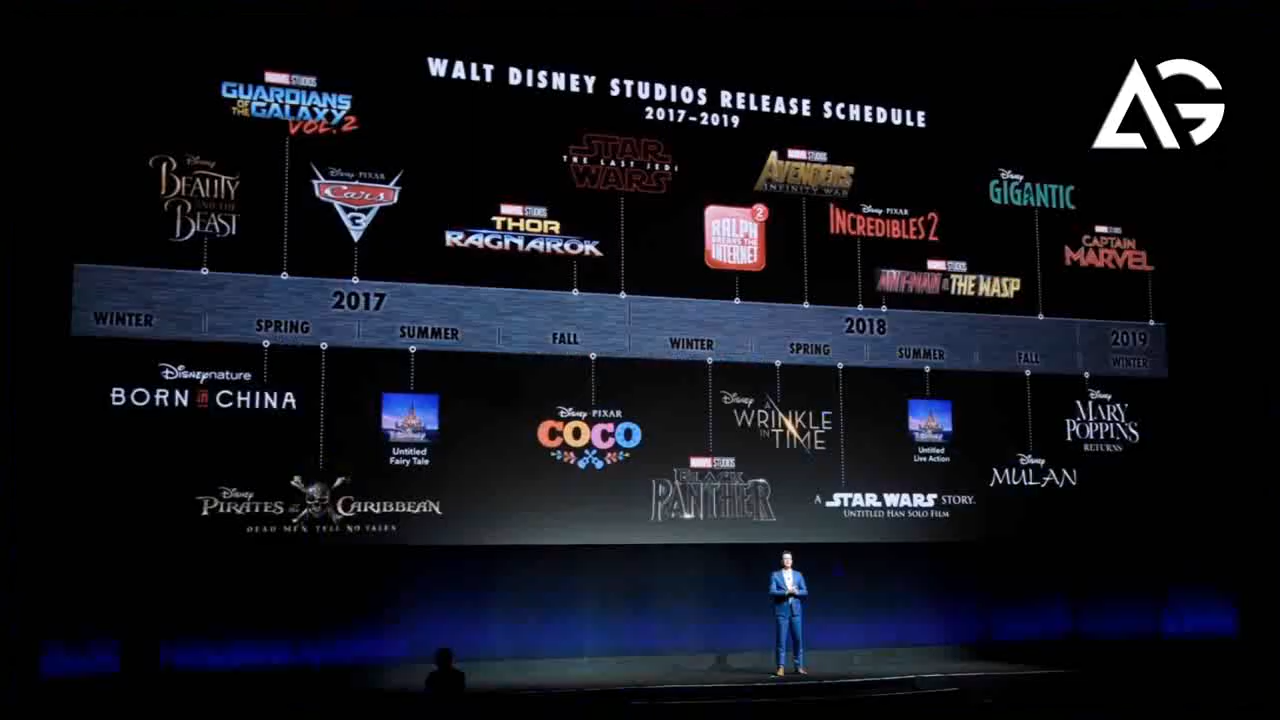 WALT DISNEY STUDIOS RELEASE SCHEDULE
2017-2019
AG
MARVEL STUDIOS
GUARDIANS
OF THE
GALAXY
VOL. 2
Disney
BEAUTY
AND THE
BEAST
Disney·PIXAR
Cars
3
MARVEL STUDIOS
THOR
RAGNAROK
STAR
THE LAST JEDI
WARS
RALPH
BREAKS THE
INTERNET
2
MARVEL STUDIOS
AVENGERS
INFINITY WAR
Disney·PIXAR
INCREDIBLES 2
MARVEL STUDIOS
ANT-MAN & THE WASP
Disney
GIGANTIC
MARVEL STUDIOS
CAPTAIN
MARVEL
2017
2018
2019
WINTER
SPRING
SUMMER
FALL
WINTER
SPRING
SUMMER
FALL
WINTER
Disneynature
BORN IN CHINA
Disney
PIRATES of the CARIBBEAN
DEAD MEN TELL NO TALES
Disney
Untitled
Fairy Tale
Disney·PIXAR
COCO
MARVEL STUDIOS
BLACK
PANTHER
Disney
A
WRINKLE
IN TIME
A STAR WARS STORY.
UNTITLED HAN SOLO FILM
Disney
Untitled
Live Action
Disney
MULAN
Disney
MARY
POPPINS
RETURNS